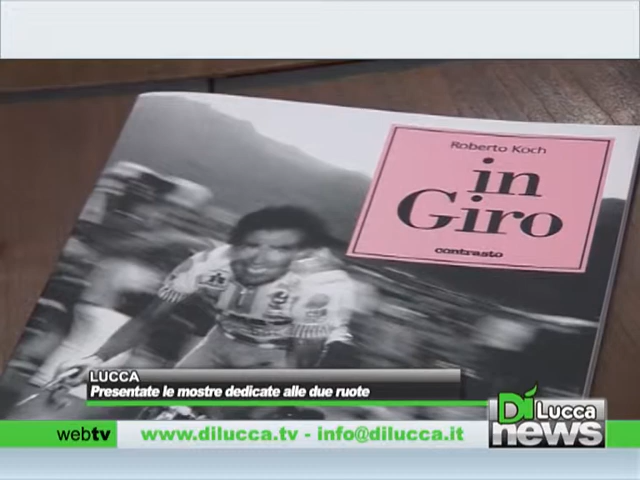 Roberto Koch
in
Giro
contrasto
LUCCA
Presentate le mostre dedicate alle due ruote
webtv
www.dilucca.tv - info@dilucca.it
Di Lucca
news